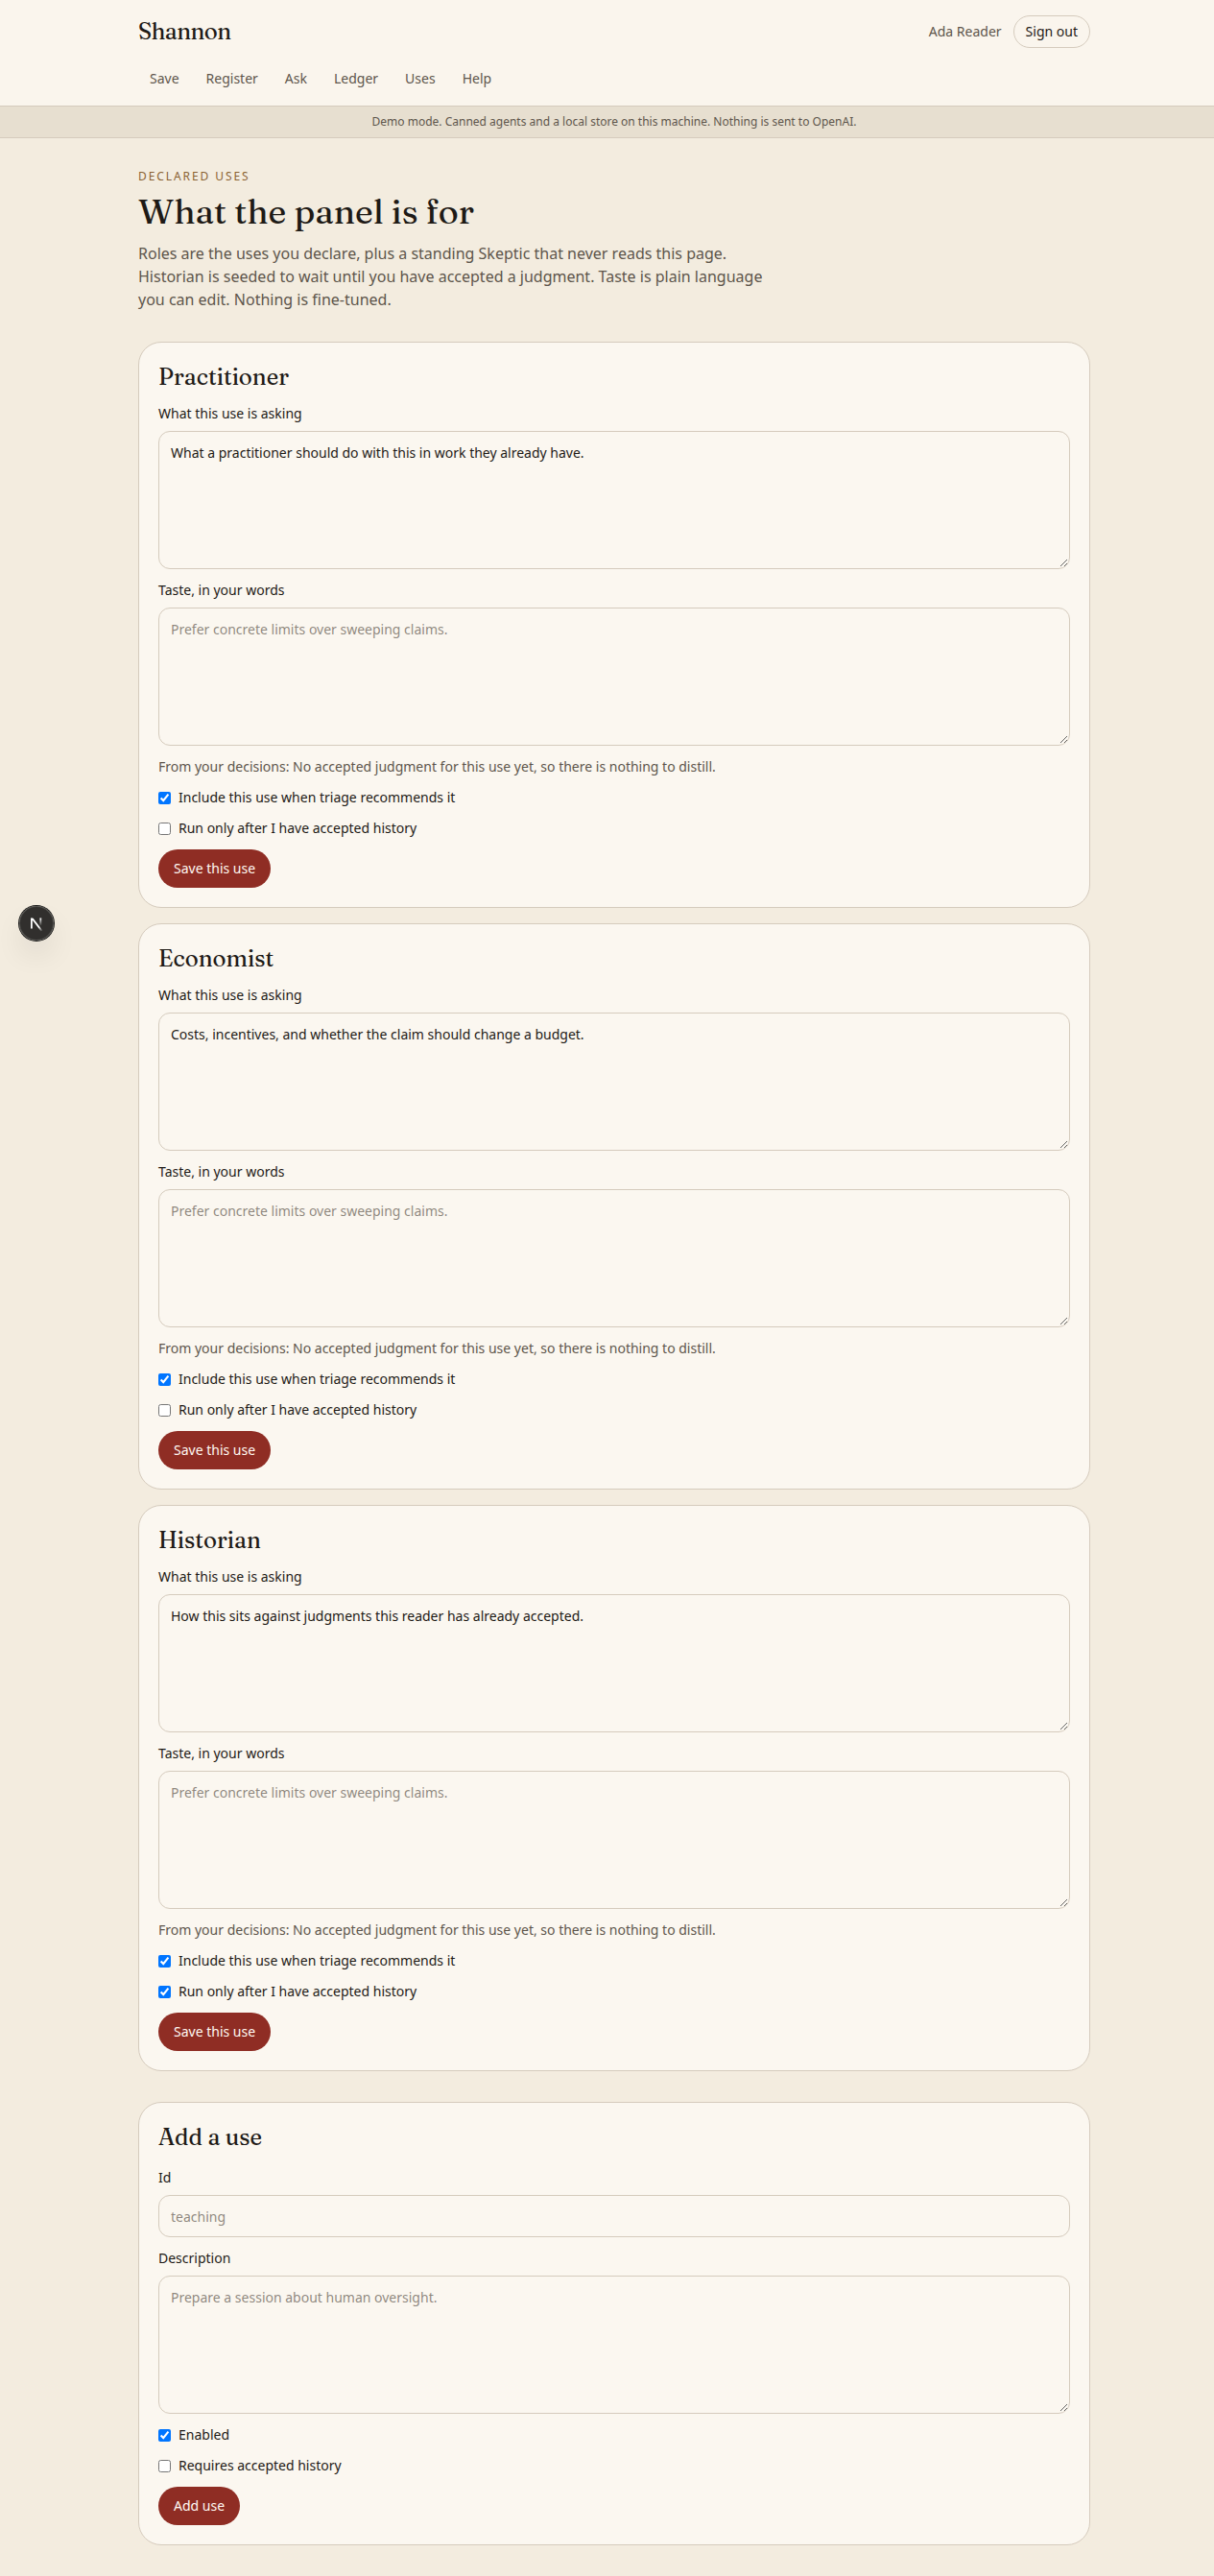 Shannon
Ada Reader
Sign out
Save
Register
Ask
Ledger
Uses
Help
Demo mode. Canned agents and a local store on this machine. Nothing is sent to OpenAI.
DECLARED USES
What the panel is for
Roles are the uses you declare, plus a standing Skeptic that never reads this page.
Historian is seeded to wait until you have accepted a judgment. Taste is plain language
you can edit. Nothing is fine-tuned.
Practitioner
What this use is asking
What a practitioner should do with this in work they already have.
Taste, in your words
Prefer concrete limits over sweeping claims.
From your decisions: No accepted judgment for this use yet, so there is nothing to distill.
Include this use when triage recommends it
Run only after I have accepted history
Save this use
N
Economist
What this use is asking
Costs, incentives, and whether the claim should change a budget.
Taste, in your words
Prefer concrete limits over sweeping claims.
From your decisions: No accepted judgment for this use yet, so there is nothing to distill.
Include this use when triage recommends it
Run only after I have accepted history
Save this use
Historian
What this use is asking
How this sits against judgments this reader has already accepted.
Taste, in your words
Prefer concrete limits over sweeping claims.
From your decisions: No accepted judgment for this use yet, so there is nothing to distill.
Include this use when triage recommends it
Run only after I have accepted history
Save this use
Add a use
Id
teaching
Description
Prepare a session about human oversight.
Enabled
Requires accepted history
Add use